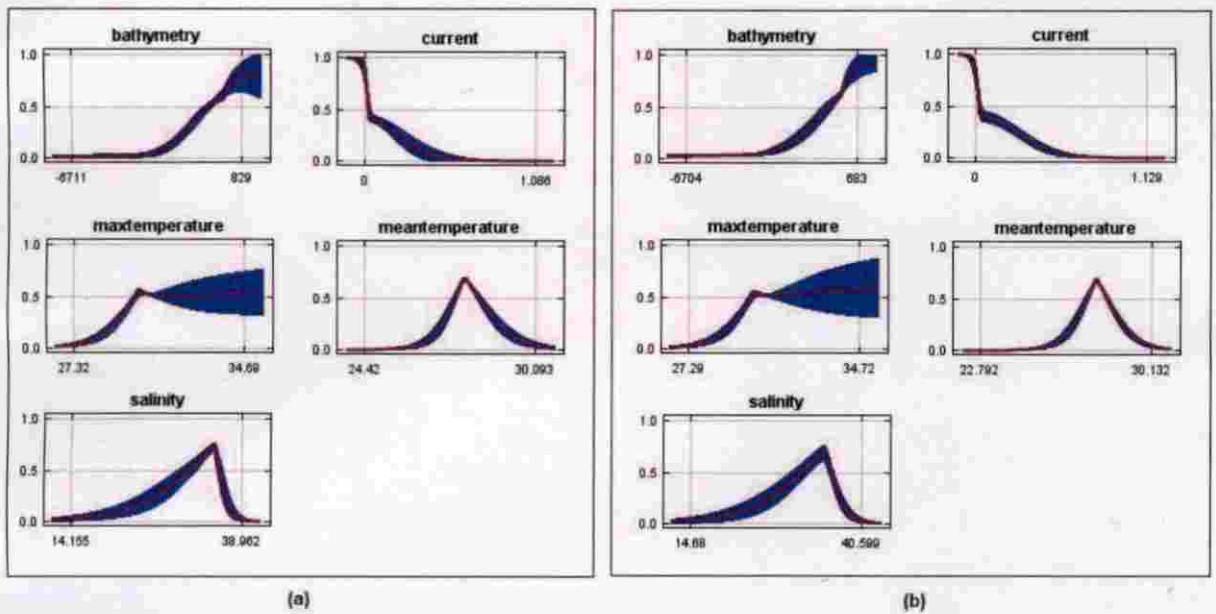 bathymetry current
1.0 1.0
0.5 0.5
0.0 0.0
-6711 829 0 1.086
maxtemperature meantemperature
1.0 1.0
0.5 0.5
0.0 0.0
27.32 34.69 24.42 30.093
salinity
1.0
0.5
0.0
14.155 38.962
(a)
bathymetry current
1.0 1.0
0.5 0.5
0.0 0.0
-6704 683 0 1.129
maxtemperature meantemperature
1.0 1.0
0.5 0.5
0.0 0.0
27.29 34.72 22.792 30.132
salinity
1.0
0.5
0.0
14.68 40.599
(b)